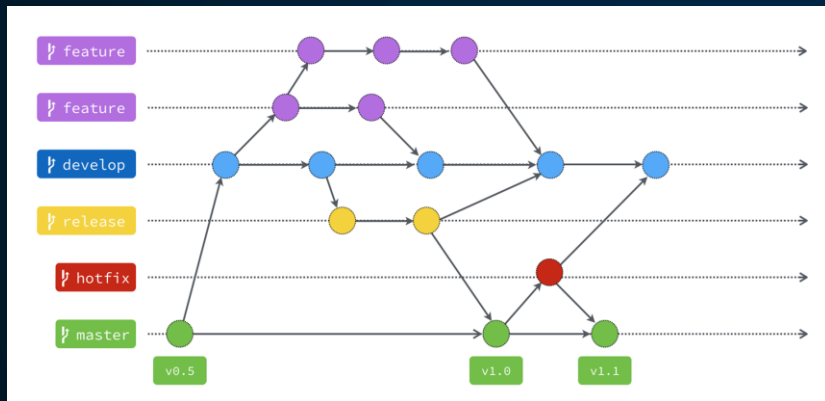 feature
feature
develop
release
hotfix
master
v0.5
v1.0
v1.1